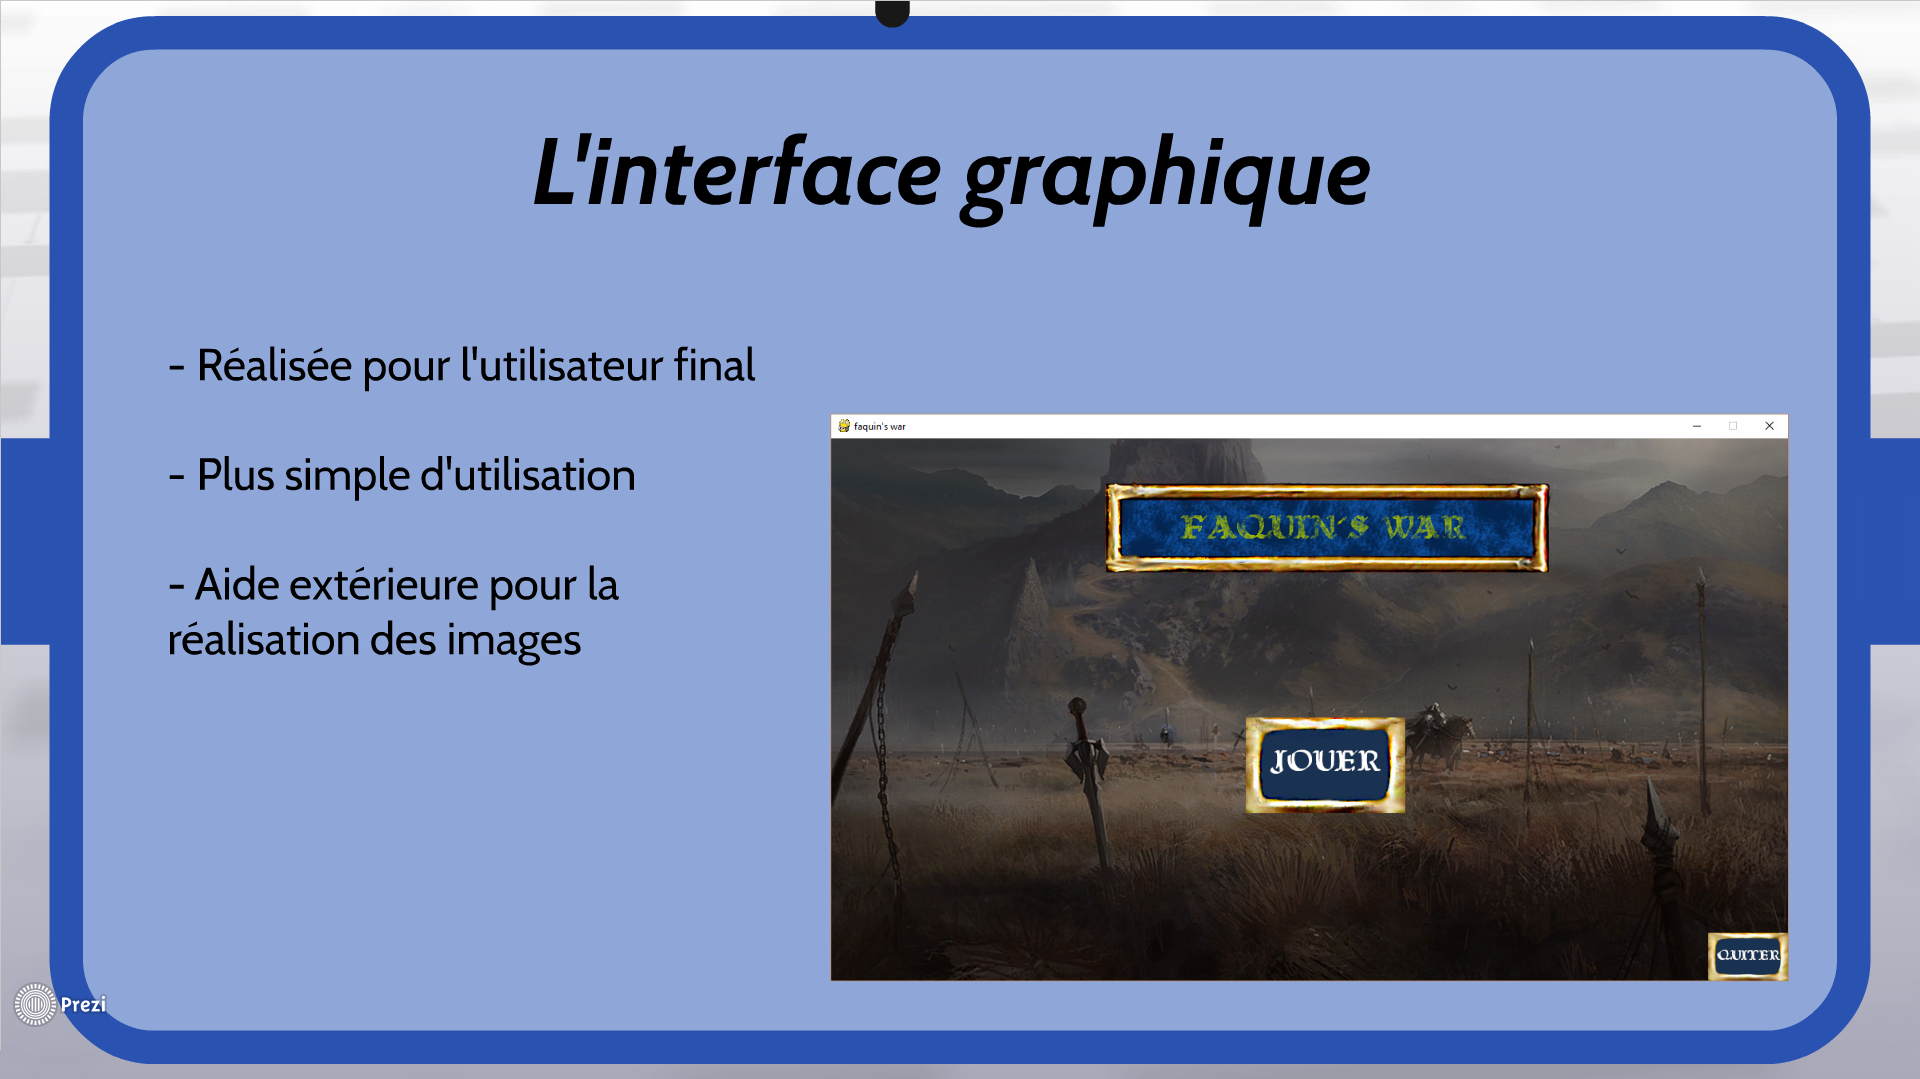 L'interface graphique
- Réalisée pour l'utilisateur final
- Plus simple d'utilisation
- Aide extérieure pour la
réalisation des images
faquin's war
FAQUIN'S WAR
JOUER
QUITER
Prezi